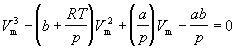 V_m^3 − (b + RT/p) V_m^2 + (a/p) V_m − ab/p = 0